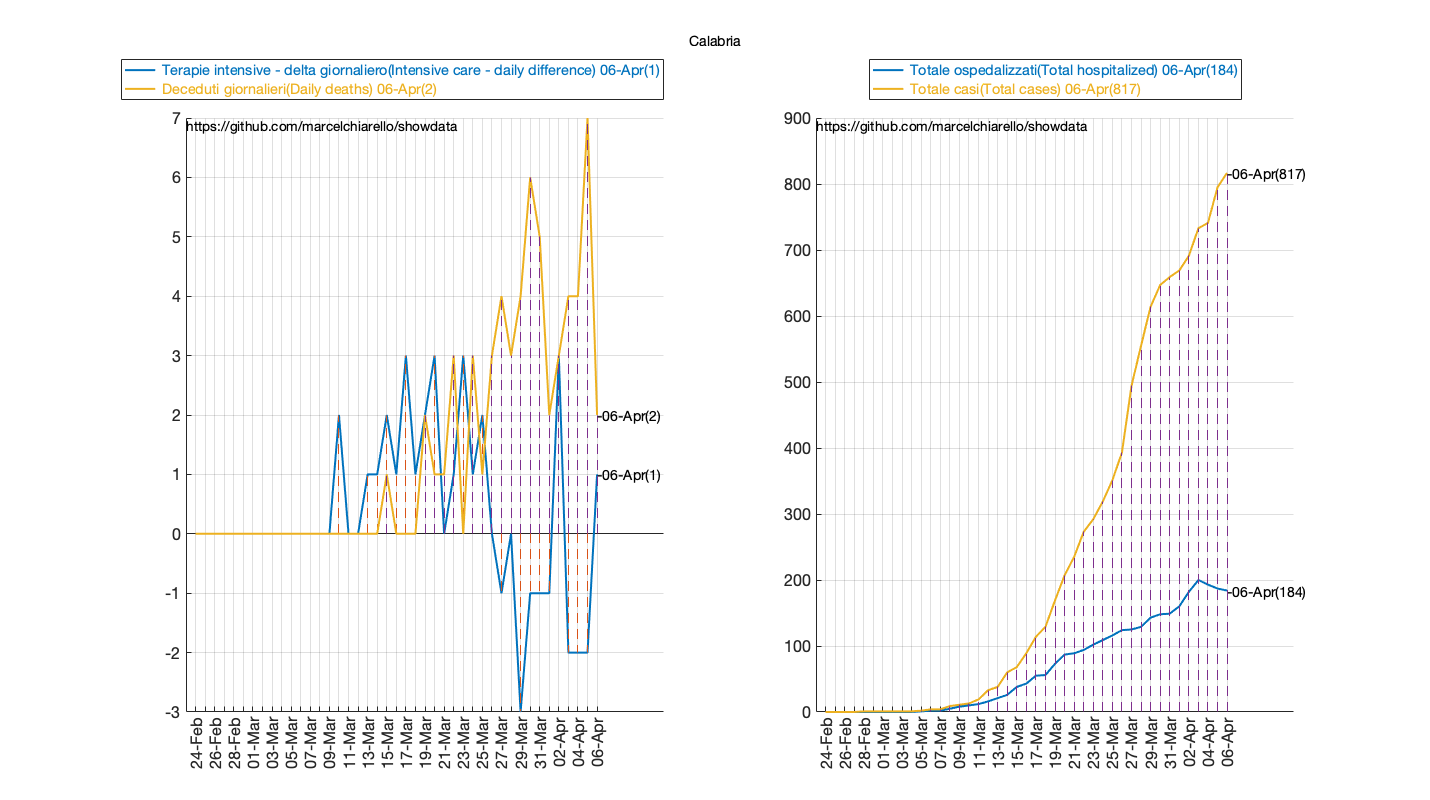 Calabria
Terapie intensive - delta giornaliero(Intensive care - daily difference) 06-Apr(1)
Deceduti giornalieri(Daily deaths) 06-Apr(2)
https://github.com/marcelchiarello/showdata
7
6
5
4
3
2
1
0
-1
-2
-3
06-Apr(2)
06-Apr(1)
24-Feb
26-Feb
28-Feb
01-Mar
03-Mar
05-Mar
07-Mar
09-Mar
11-Mar
13-Mar
15-Mar
17-Mar
19-Mar
21-Mar
23-Mar
25-Mar
27-Mar
29-Mar
31-Mar
02-Apr
04-Apr
06-Apr
Totale ospedalizzati(Total hospitalized) 06-Apr(184)
Totale casi(Total cases) 06-Apr(817)
https://github.com/marcelchiarello/showdata
900
800
700
600
500
400
300
200
100
0
06-Apr(817)
06-Apr(184)
24-Feb
26-Feb
28-Feb
01-Mar
03-Mar
05-Mar
07-Mar
09-Mar
11-Mar
13-Mar
15-Mar
17-Mar
19-Mar
21-Mar
23-Mar
25-Mar
27-Mar
29-Mar
31-Mar
02-Apr
04-Apr
06-Apr